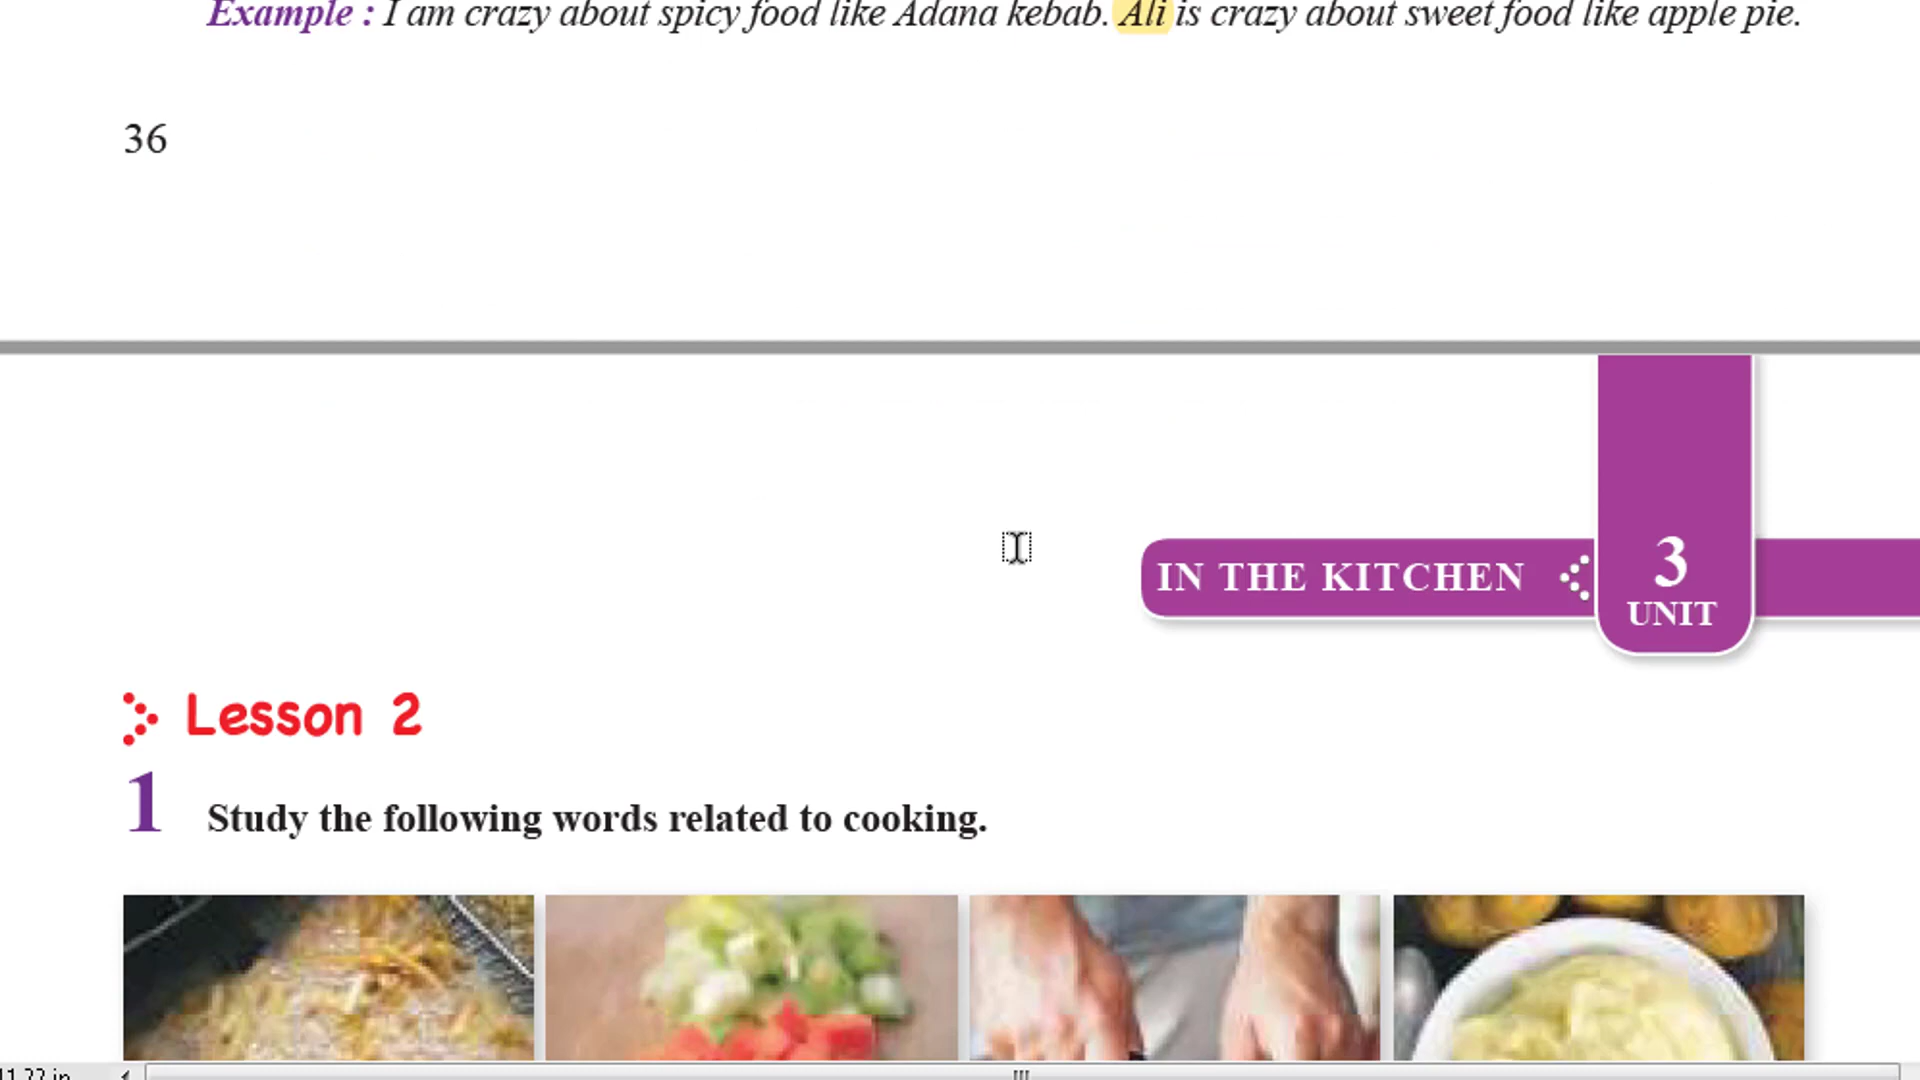 Example : I am crazy about spicy food like Adana kebab. Ali is crazy about sweet food like apple pie.
36
IN THE KITCHEN
3
UNIT
Lesson 2
1 Study the following words related to cooking.